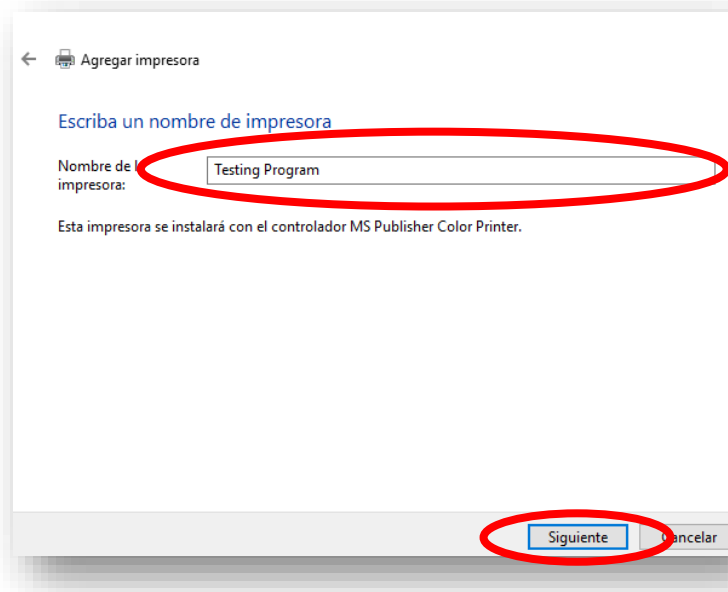 Agregar impresora
Escriba un nombre de impresora
Nombre de l
impresora:
Testing Program
Esta impresora se instalará con el controlador MS Publisher Color Printer.
Siguiente
Cancelar